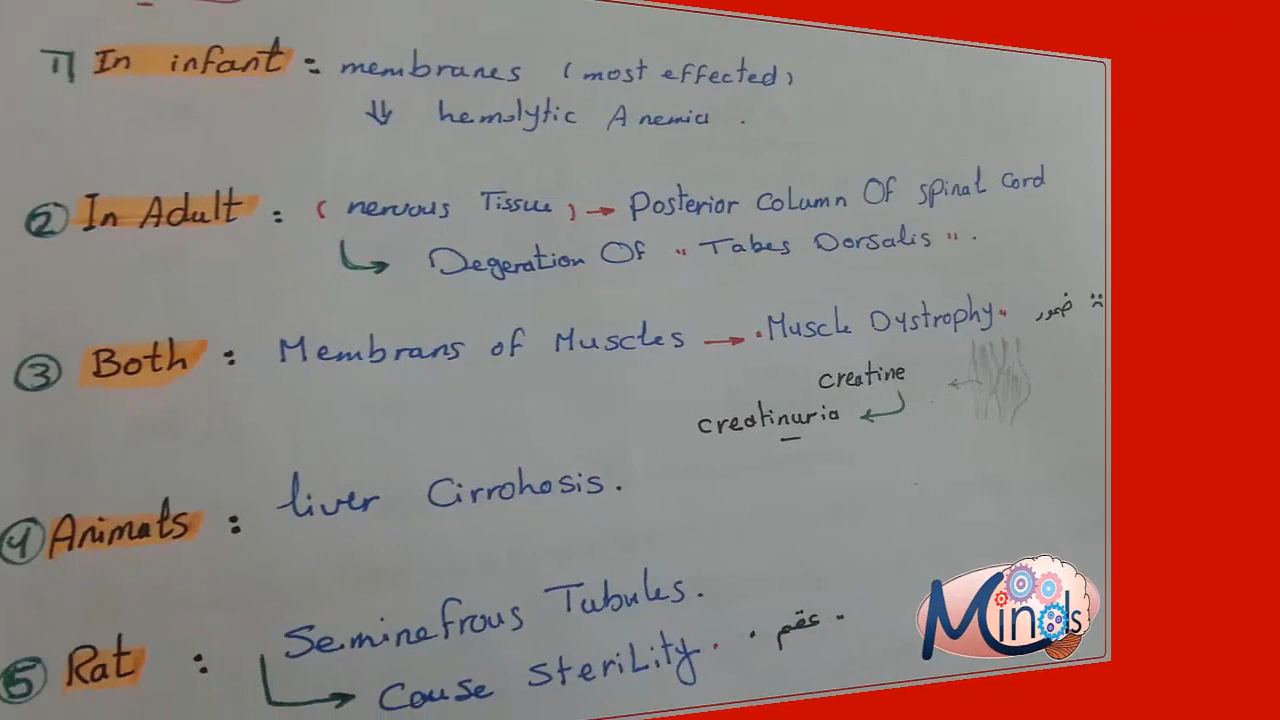 1) In infant : membranes (most effected)
⇓ hemolytic Anemia .
② In Adult : ( nervous Tissue ) → Posterior Column Of spinal cord
↳ Degeration Of " Tabes Dorsalis " .
③ Both : Membrans of Muscles → "Muscle Dystrophy" ضمور
creatine
creatinuria
④ Animals : liver Cirrohosis .
⑤ Rat : Seminefrous Tubules .
↳ Cause Sterility . " عقم "
Minds